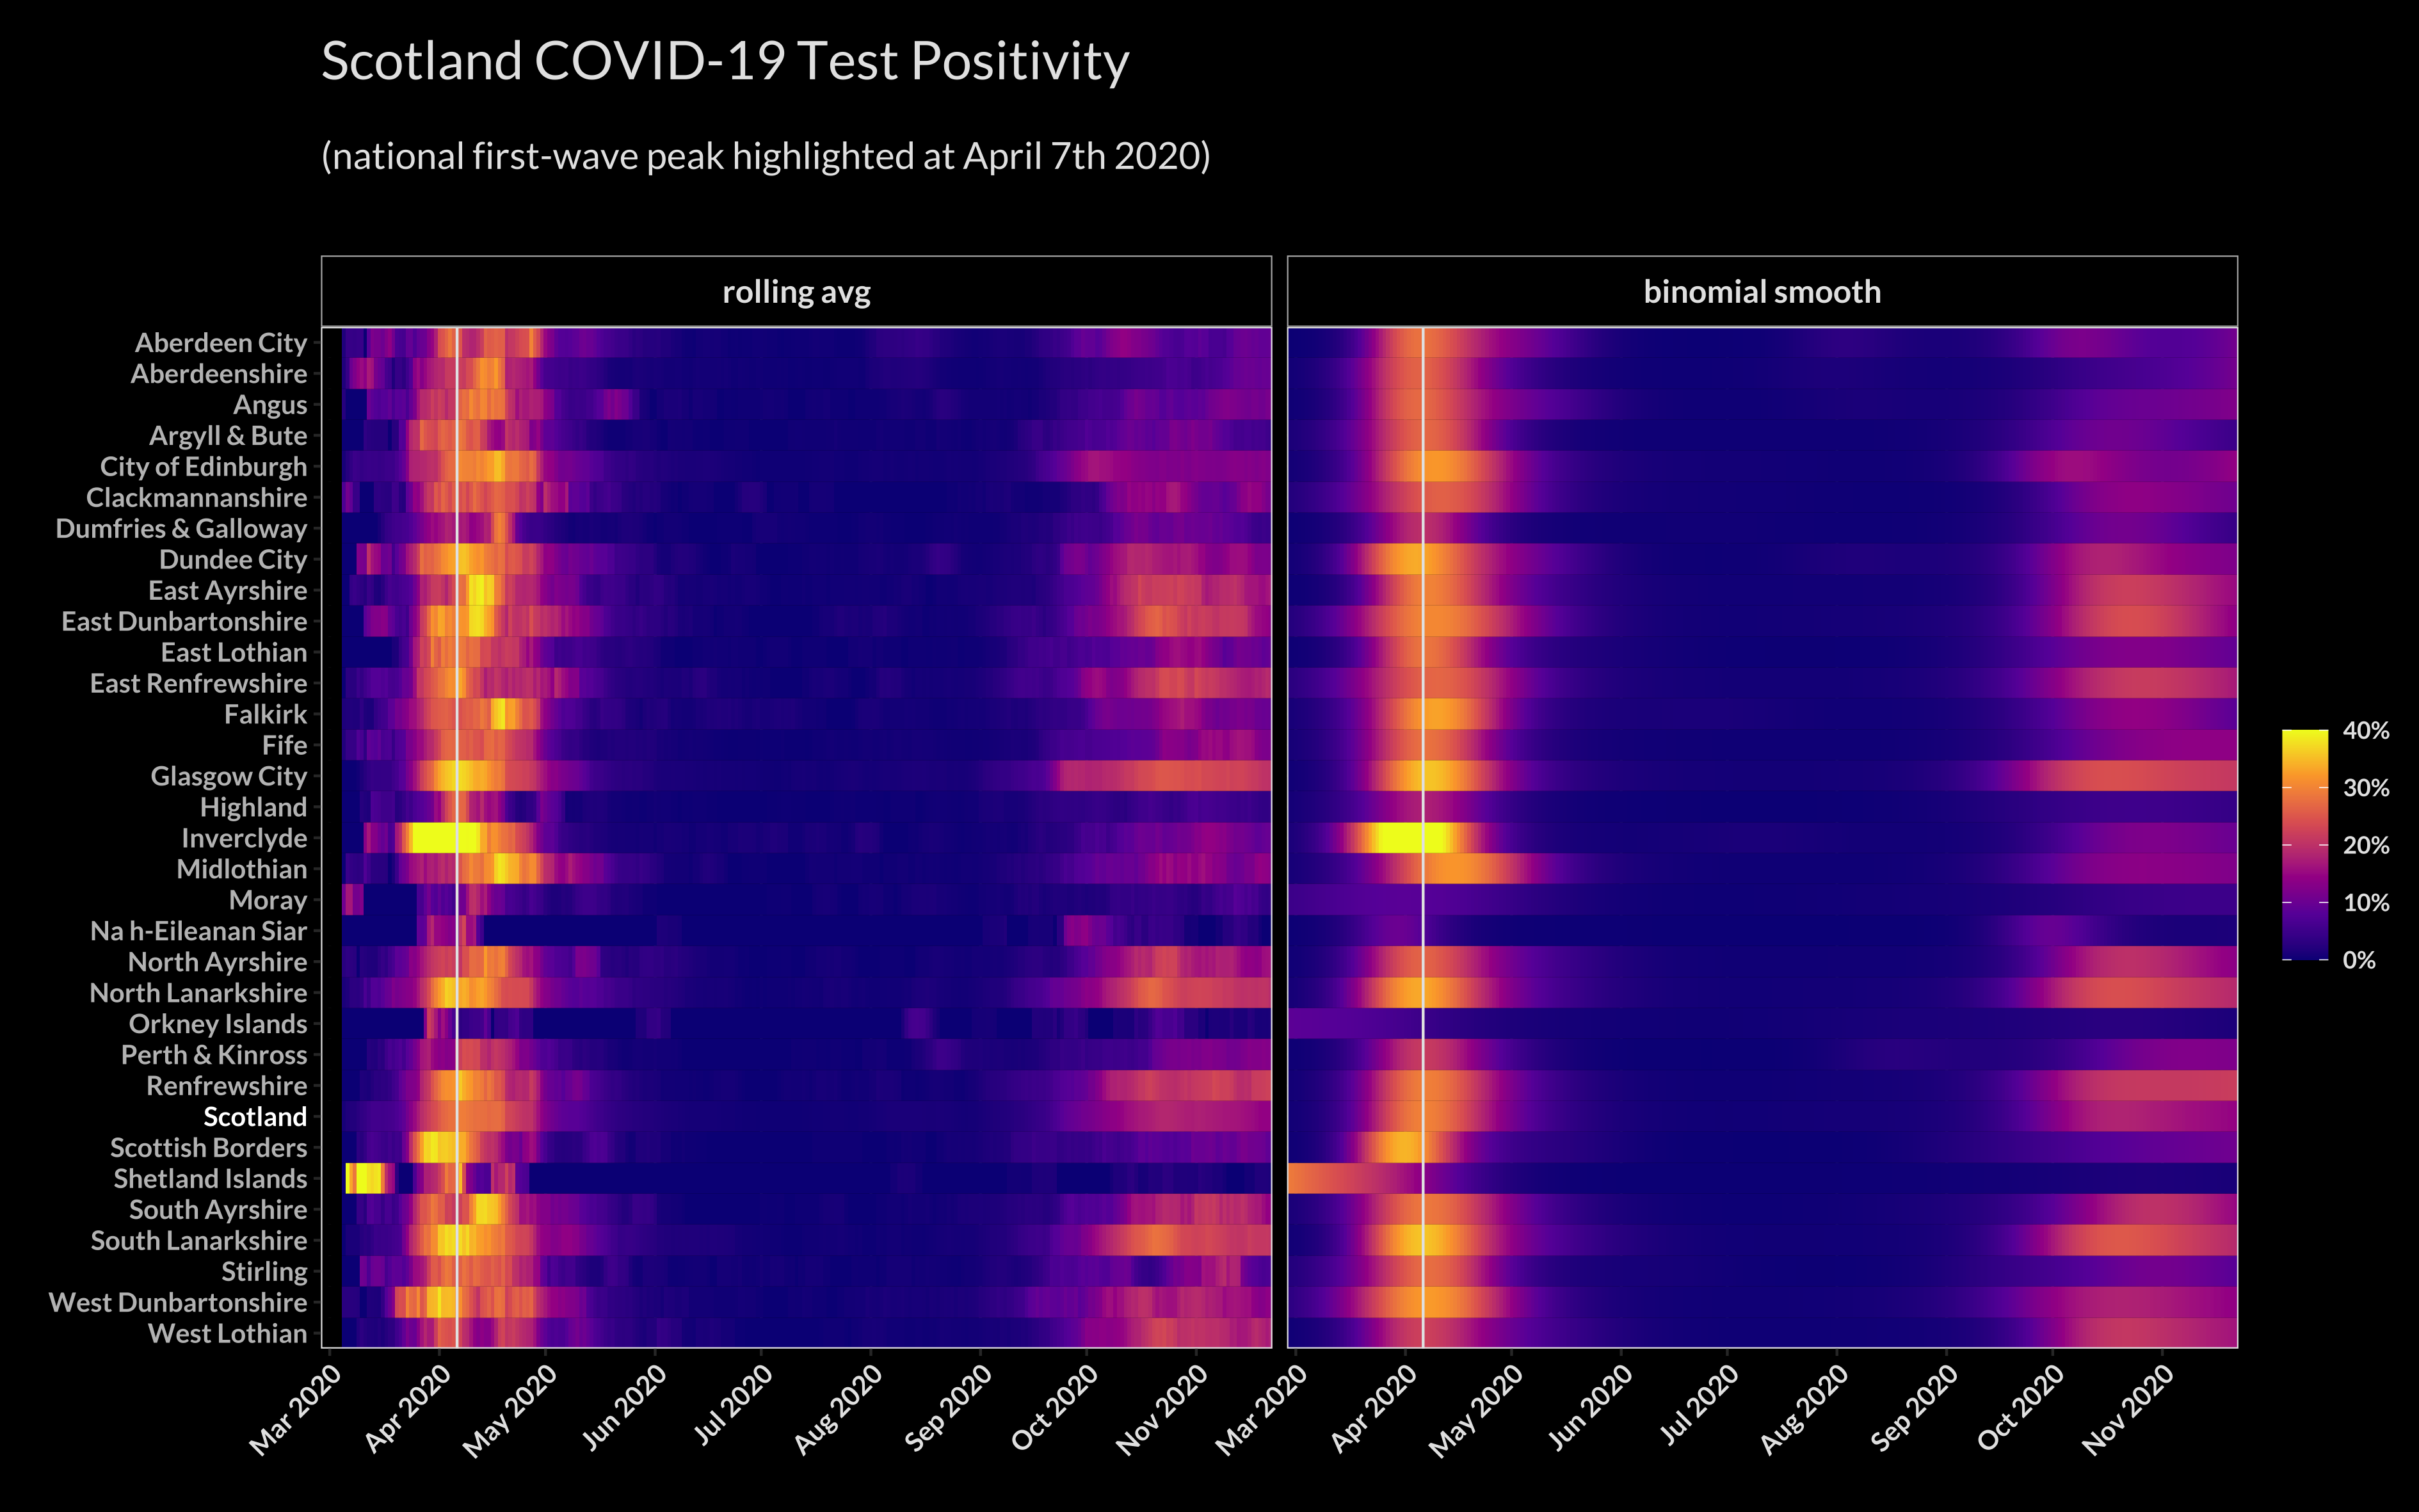 Scotland COVID-19 Test Positivity
(national first-wave peak highlighted at April 7th 2020)
rolling avg
binomial smooth
Aberdeen City
Aberdeenshire
Angus
Argyll & Bute
City of Edinburgh
Clackmannanshire
Dumfries & Galloway
Dundee City
East Ayrshire
East Dunbartonshire
East Lothian
East Renfrewshire
Falkirk
Fife
Glasgow City
Highland
Inverclyde
Midlothian
Moray
Na h-Eileanan Siar
North Ayrshire
North Lanarkshire
Orkney Islands
Perth & Kinross
Renfrewshire
Scotland
Scottish Borders
Shetland Islands
South Ayrshire
South Lanarkshire
Stirling
West Dunbartonshire
West Lothian
Mar 2020
Apr 2020
May 2020
Jun 2020
Jul 2020
Aug 2020
Sep 2020
Oct 2020
Nov 2020
Mar 2020
Apr 2020
May 2020
Jun 2020
Jul 2020
Aug 2020
Sep 2020
Oct 2020
Nov 2020
40%
30%
20%
10%
0%